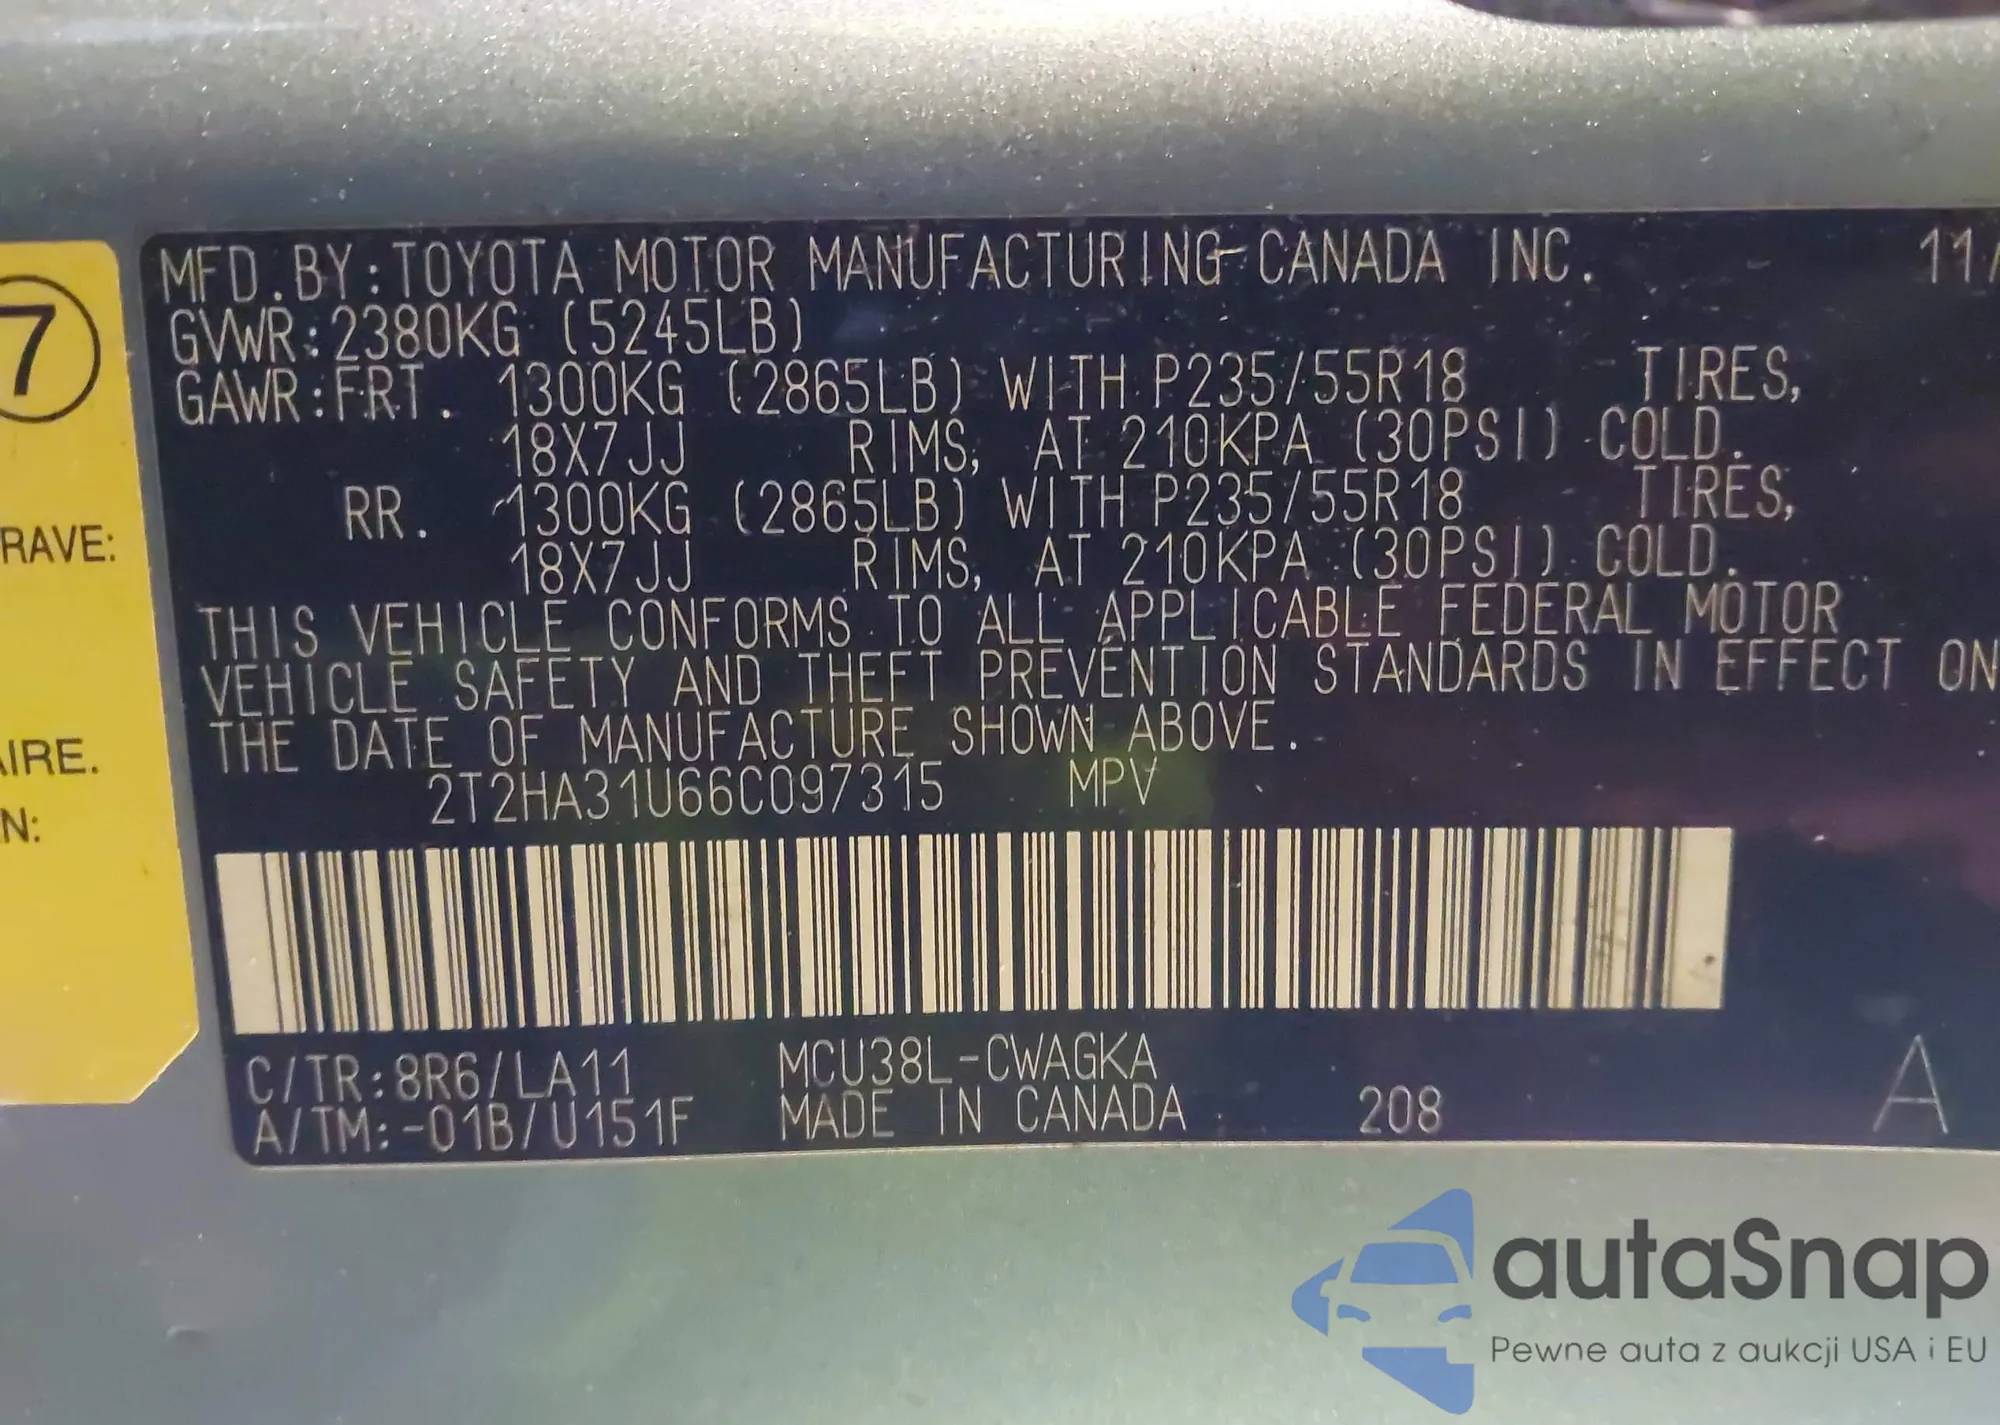 MFD.BY:TOYOTA MOTOR MANUFACTURING CANADA INC. 11/
GVWR:2380KG (5245LB)
GAWR:FRT. 1300KG (2865LB) WITH P235/55R18 TIRES,
18X7JJ RIMS, AT 210KPA (30PSI) COLD.
RR. 1300KG (2865LB) WITH P235/55R18 TIRES,
18X7JJ RIMS, AT 210KPA (30PSI) COLD.
THIS VEHICLE CONFORMS TO ALL APPLICABLE FEDERAL MOTOR
VEHICLE SAFETY AND THEFT PREVENTION STANDARDS IN EFFECT ON
THE DATE OF MANUFACTURE SHOWN ABOVE.
2T2HA31U66C097315 MPV
C/TR:8R6/LA11 MCU38L-CWAGKA
A/TM:-01B/U151F MADE IN CANADA 208 A
7
RAVE:
AIRE.
N:
autaSnap
Pewne auta z aukcji USA i EU